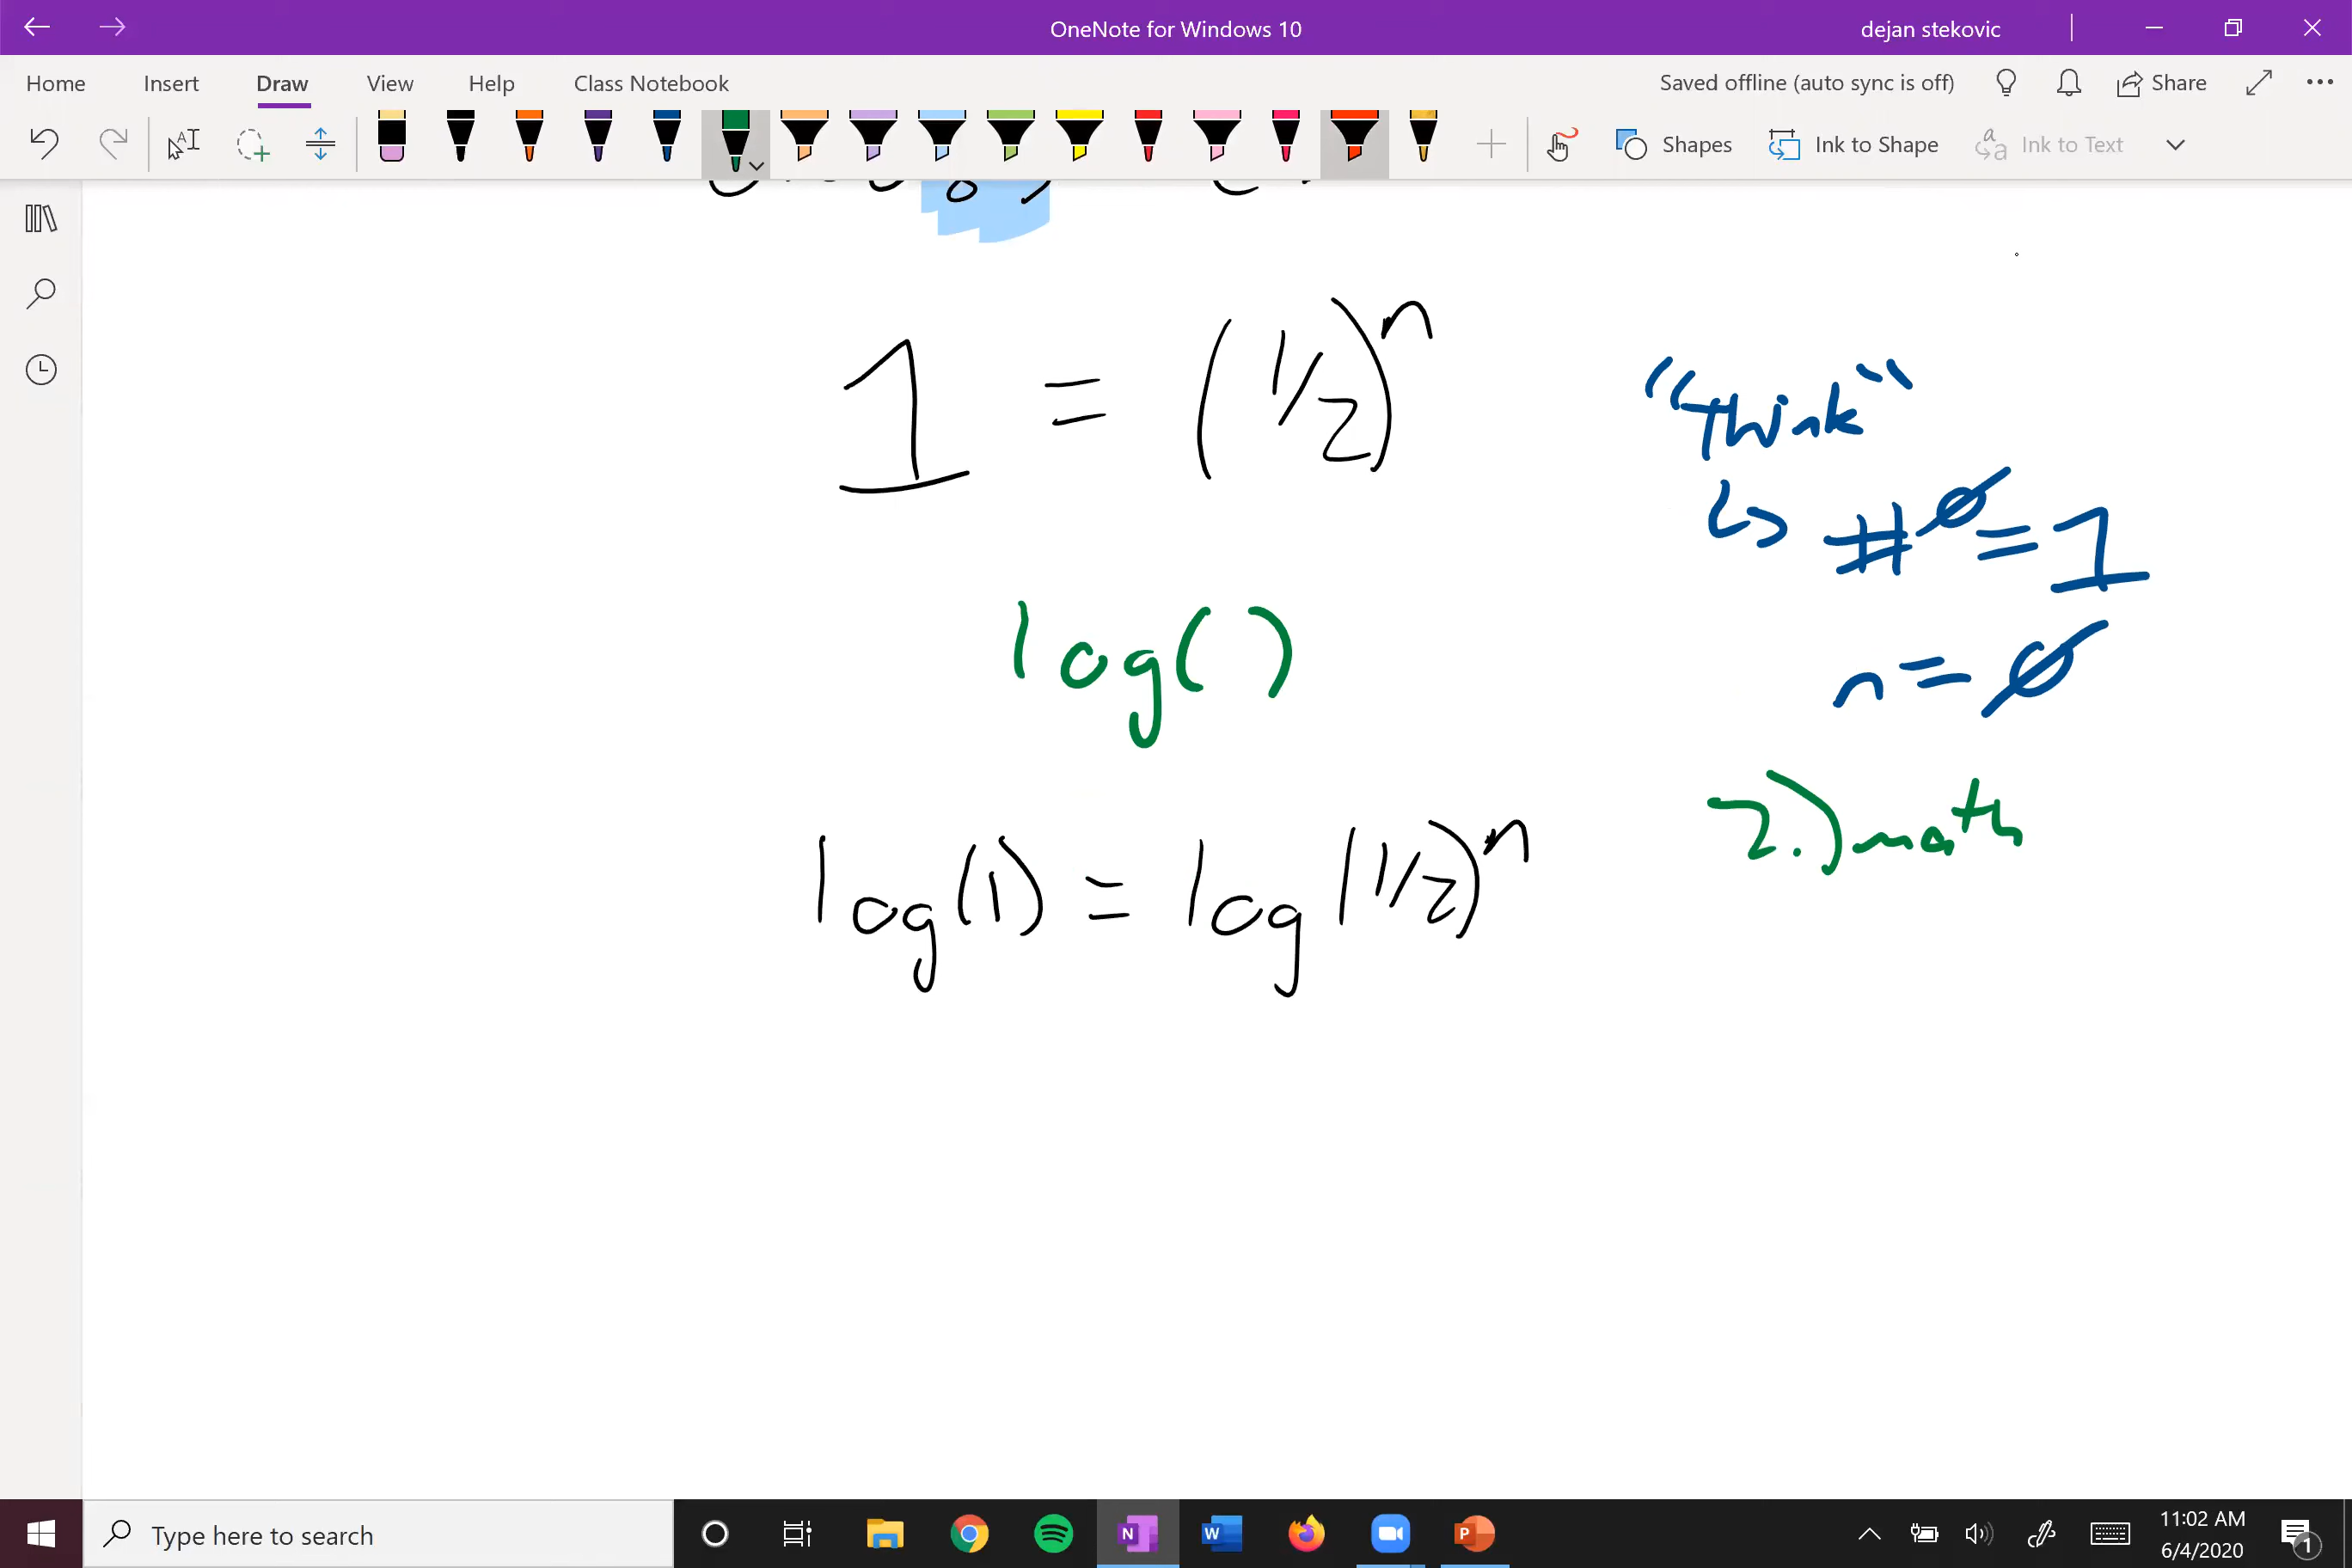 OneNote for Windows 10
dejan stekovic
Home Insert Draw View Help Class Notebook
Saved offline (auto sync is off) Share
Shapes Ink to Shape Ink to Text
1 = (1/2)^n
"Think"
↳ #^0 = 1
log( )
n = 0
2.) math
log(1) = log(1/2)^n
Type here to search
11:02 AM
6/4/2020
1